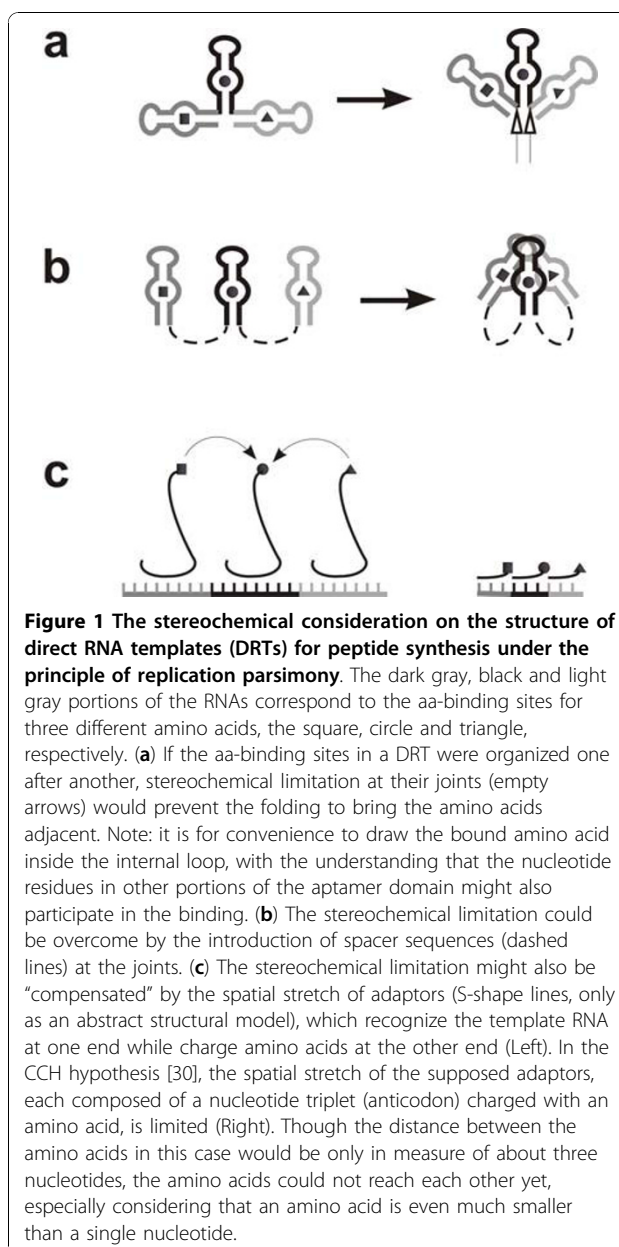 a
b
c
Figure 1 The stereochemical consideration on the structure of
direct RNA templates (DRTs) for peptide synthesis under the
principle of replication parsimony. The dark gray, black and light
gray portions of the RNAs correspond to the aa-binding sites for
three different amino acids, the square, circle and triangle,
respectively. (a) If the aa-binding sites in a DRT were organized one
after another, stereochemical limitation at their joints (empty
arrows) would prevent the folding to bring the amino acids
adjacent. Note: it is for convenience to draw the bound amino acid
inside the internal loop, with the understanding that the nucleotide
residues in other portions of the aptamer domain might also
participate in the binding. (b) The stereochemical limitation could
be overcome by the introduction of spacer sequences (dashed
lines) at the joints. (c) The stereochemical limitation might also be
“compensated” by the spatial stretch of adaptors (S-shape lines, only
as an abstract structural model), which recognize the template RNA
at one end while charge amino acids at the other end (Left). In the
CCH hypothesis [30], the spatial stretch of the supposed adaptors,
each composed of a nucleotide triplet (anticodon) charged with an
amino acid, is limited (Right). Though the distance between the
amino acids in this case would be only in measure of about three
nucleotides, the amino acids could not reach each other yet,
especially considering that an amino acid is even much smaller
than a single nucleotide.